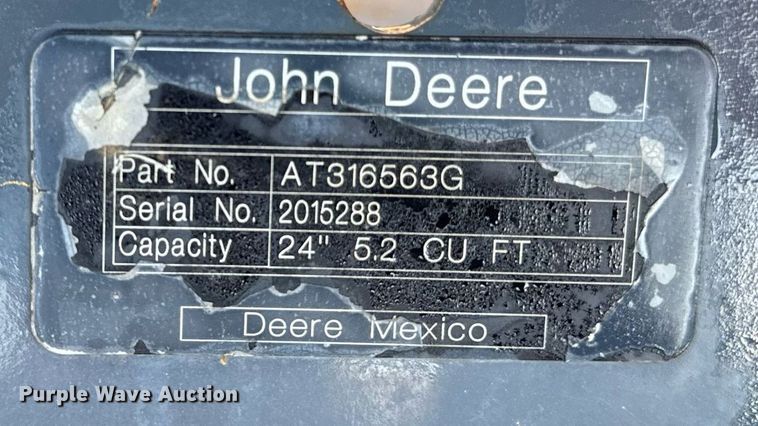 John Deere
Part No. AT316563G
Serial No. 2015288
Capacity 24" 5.2 CU FT
Deere Mexico
Purple Wave Auction